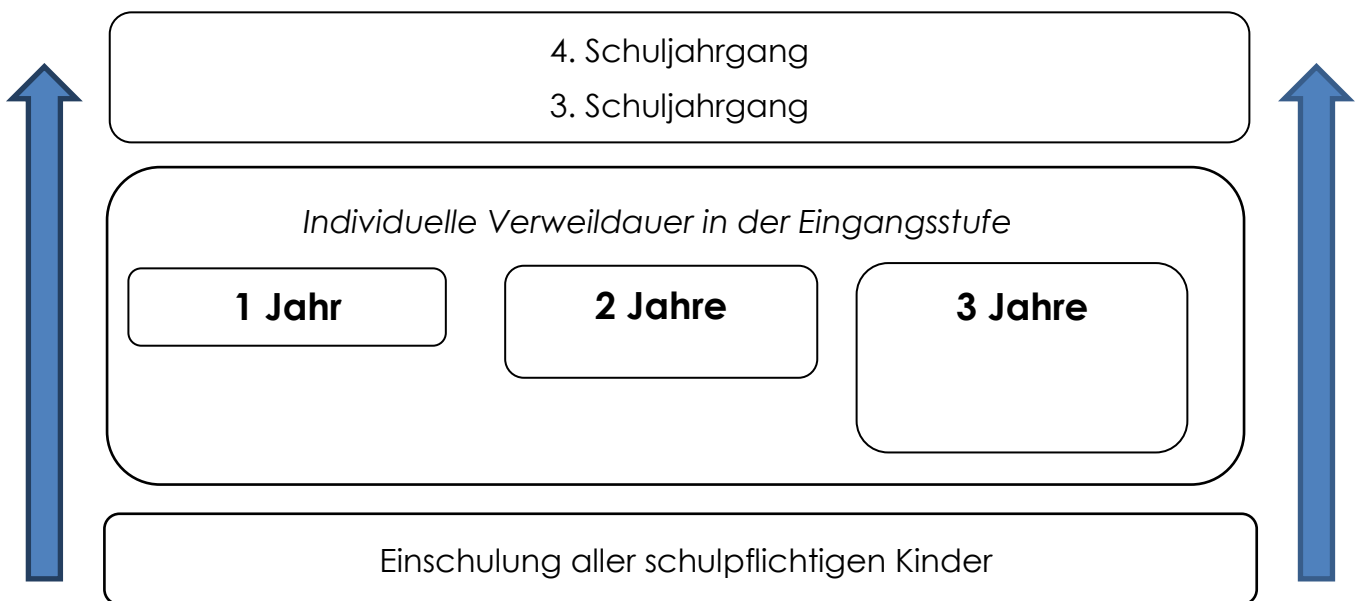 4. Schuljahrgang
3. Schuljahrgang
Individuelle Verweildauer in der Eingangsstufe
1 Jahr
2 Jahre
3 Jahre
Einschulung aller schulpflichtigen Kinder